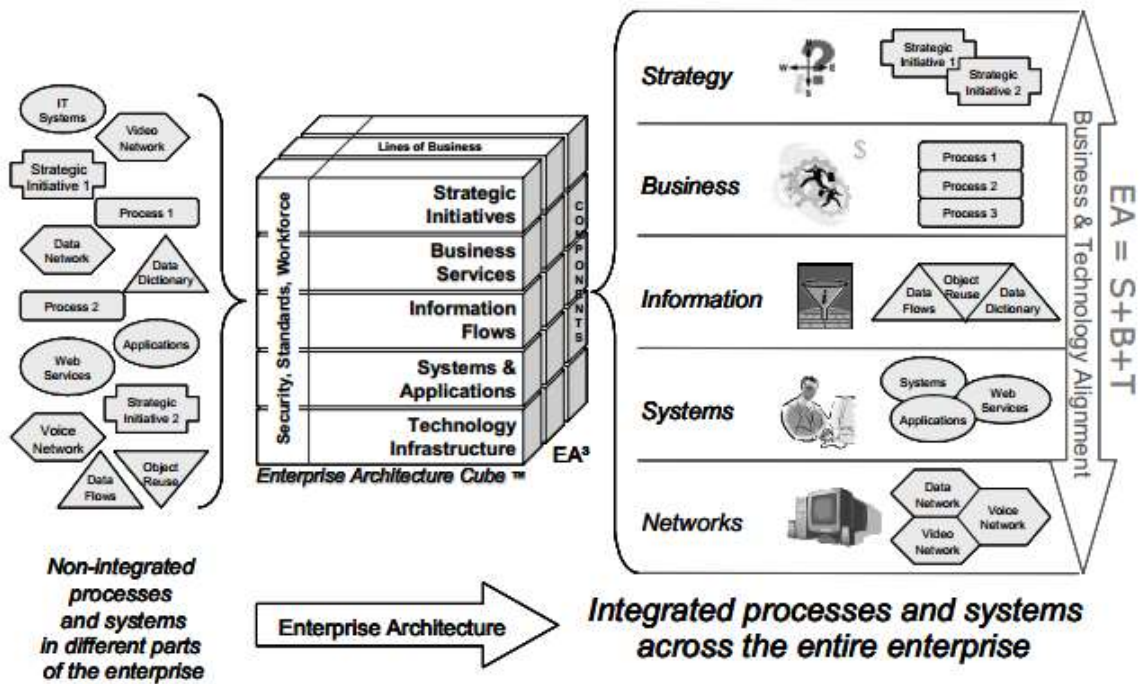 IT
Systems
Video
Network
Strategic
Initiative 1
Process 1
Data
Network
Data
Dictionary
Process 2
Applications
Web
Services
Strategic
Initiative 2
Voice
Network
Data
Flows
Object
Reuse
Non-integrated
processes
and systems
in different parts
of the enterprise
Lines of Business
Security, Standards, Workforce
Strategic
Initiatives
Business
Services
Information
Flows
Systems &
Applications
Technology
Infrastructure
COMPONENTS
EA³
Enterprise Architecture Cube ™
Enterprise Architecture
Strategy
N
W
E
S
?
Strategic
Initiative 1
Strategic
Initiative 2
Business
$
Process 1
Process 2
Process 3
Information
i
Data
Flows
Object
Reuse
Data
Dictionary
Systems
Systems
Applications
Web
Services
Networks
Data
Network
Voice
Network
Video
Network
Business & Technology Alignment
EA = S+B+T
Integrated processes and systems
across the entire enterprise